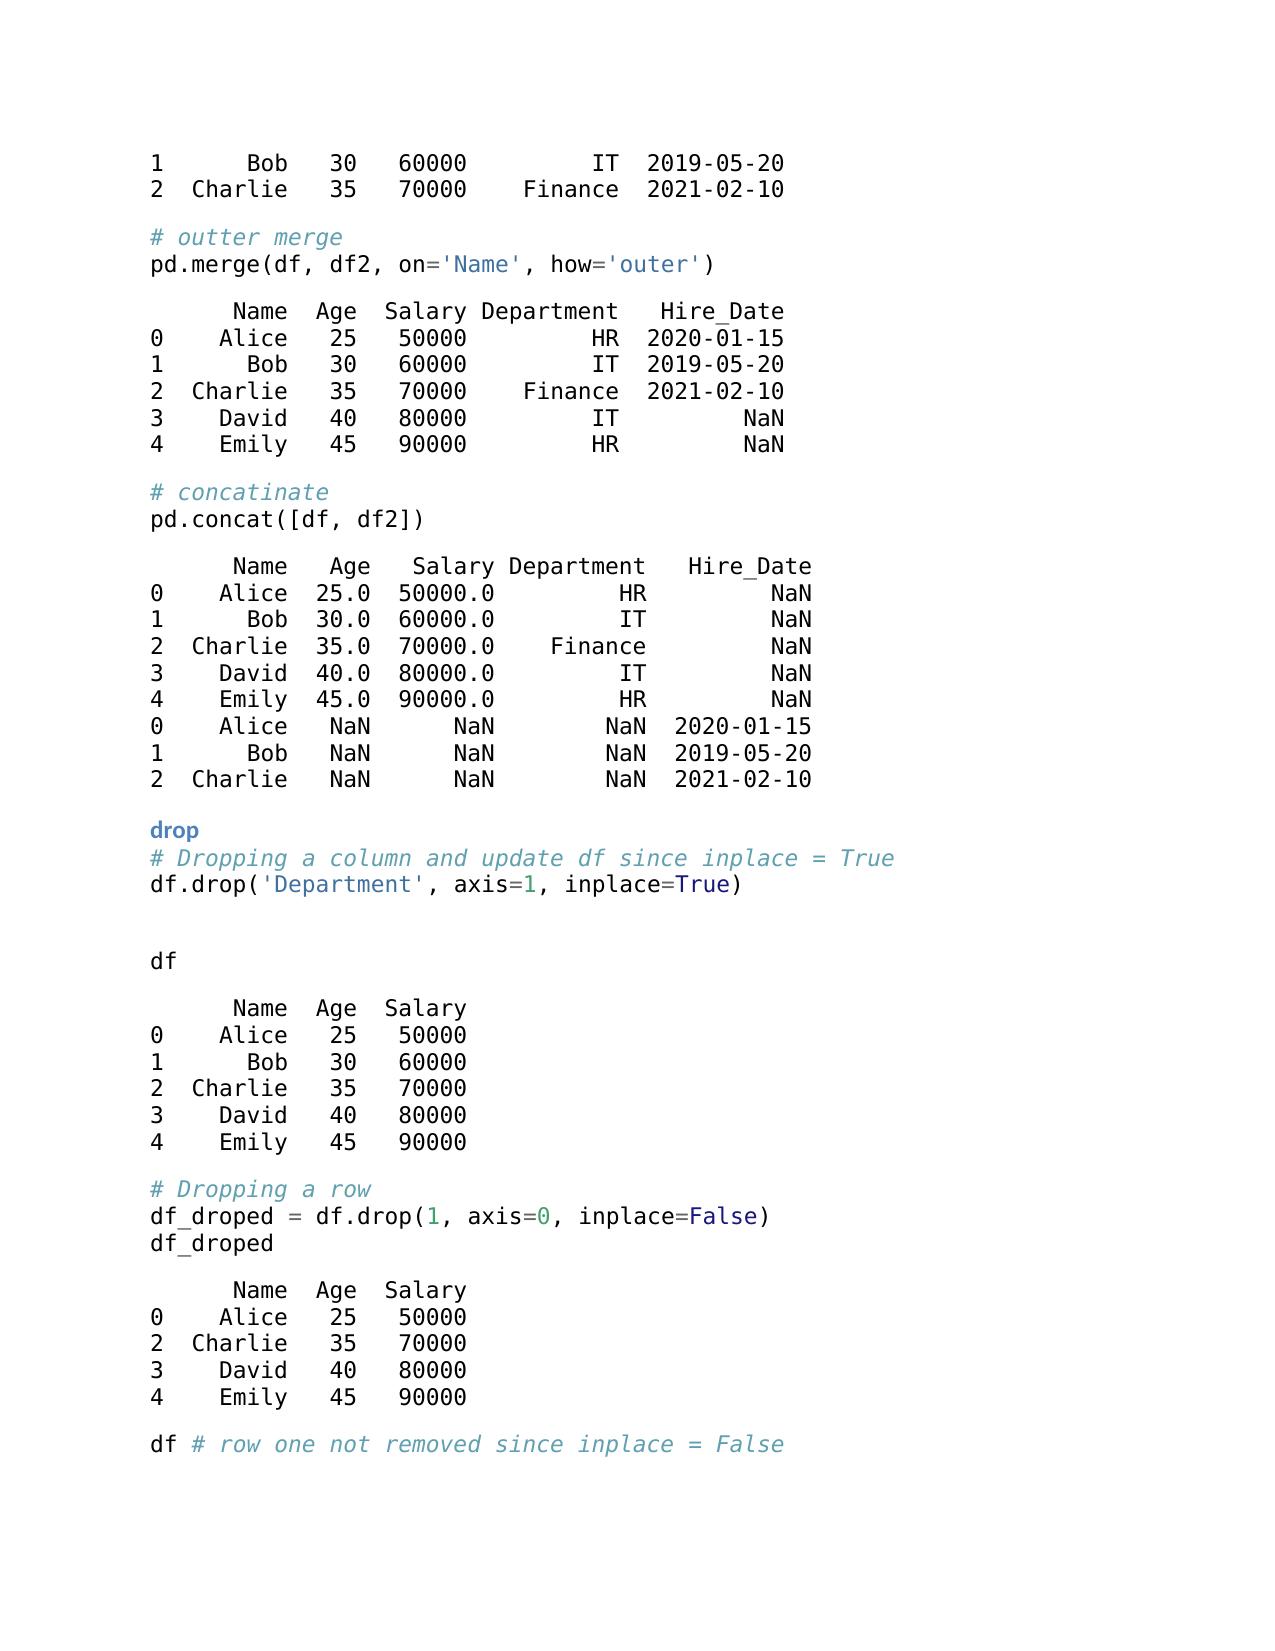 1      Bob   30   60000         IT  2019-05-20
2  Charlie   35   70000    Finance  2021-02-10
# outter merge
pd.merge(df, df2, on='Name', how='outer')
      Name  Age  Salary Department   Hire_Date
0    Alice   25   50000         HR  2020-01-15
1      Bob   30   60000         IT  2019-05-20
2  Charlie   35   70000    Finance  2021-02-10
3    David   40   80000         IT         NaN
4    Emily   45   90000         HR         NaN
# concatinate
pd.concat([df, df2])
      Name   Age   Salary Department   Hire_Date
0    Alice  25.0  50000.0         HR         NaN
1      Bob  30.0  60000.0         IT         NaN
2  Charlie  35.0  70000.0    Finance         NaN
3    David  40.0  80000.0         IT         NaN
4    Emily  45.0  90000.0         HR         NaN
0    Alice   NaN      NaN        NaN  2020-01-15
1      Bob   NaN      NaN        NaN  2019-05-20
2  Charlie   NaN      NaN        NaN  2021-02-10
drop
# Dropping a column and update df since inplace = True
df.drop('Department', axis=1, inplace=True)
df
      Name  Age  Salary
0    Alice   25   50000
1      Bob   30   60000
2  Charlie   35   70000
3    David   40   80000
4    Emily   45   90000
# Dropping a row
df_droped = df.drop(1, axis=0, inplace=False)
df_droped
      Name  Age  Salary
0    Alice   25   50000
2  Charlie   35   70000
3    David   40   80000
4    Emily   45   90000
df # row one not removed since inplace = False